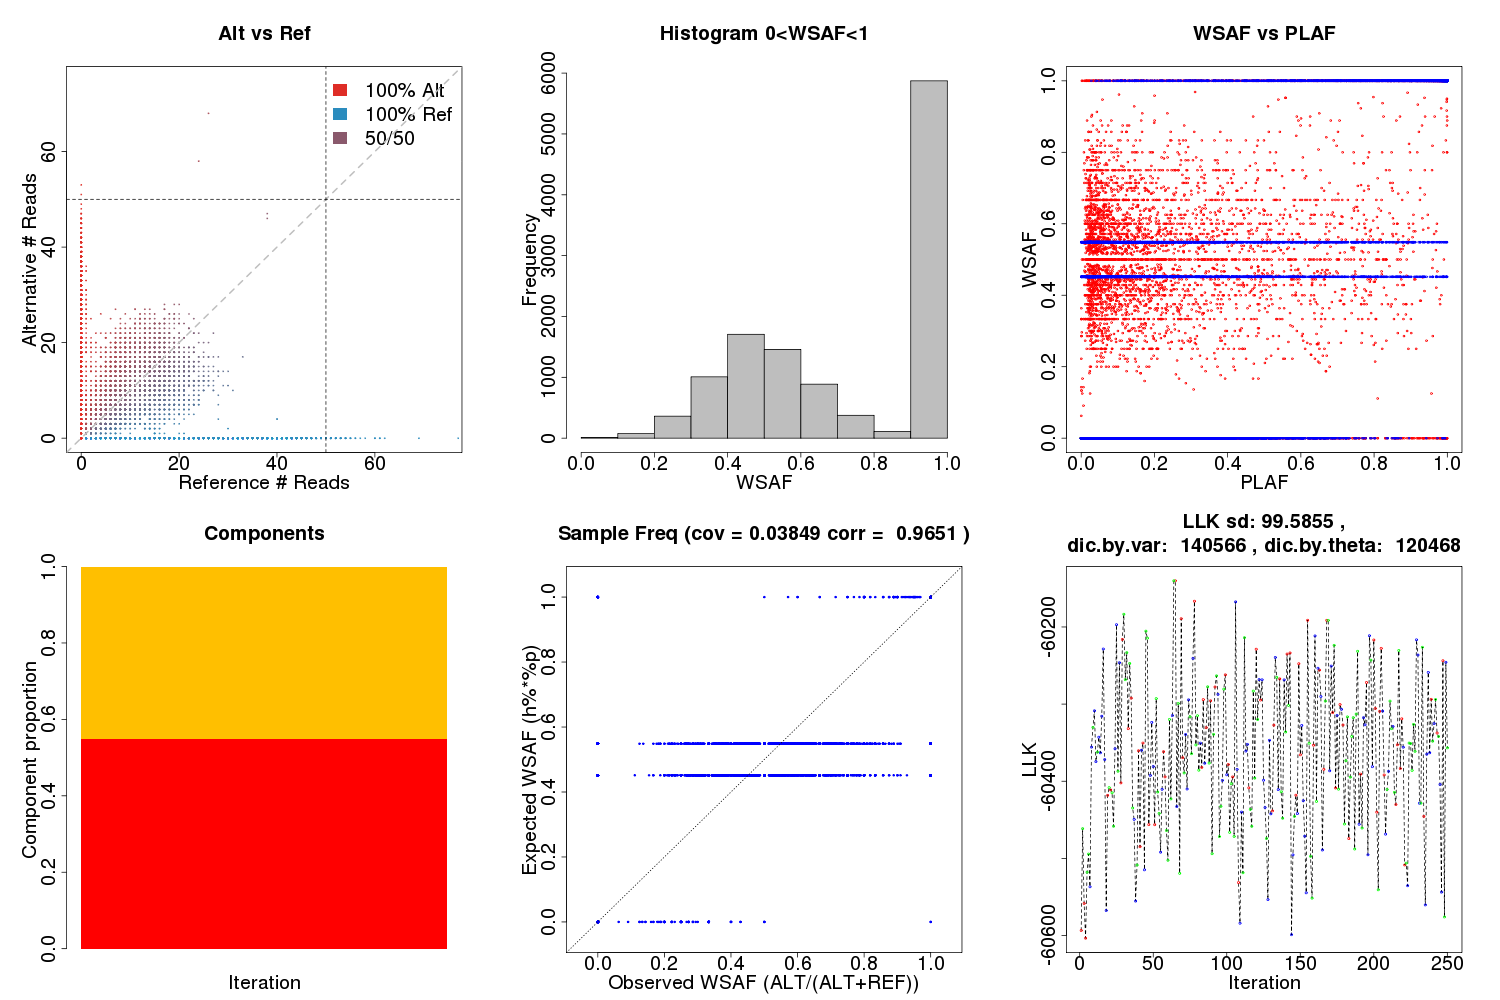 Alt vs Ref
100% Alt
100% Ref
50/50
Alternative # Reads
0 20 40 60
0 20 40 60
Reference # Reads
Histogram 0<WSAF<1
Frequency
0 1000 2000 3000 4000 5000 6000
0.0 0.2 0.4 0.6 0.8 1.0
WSAF
WSAF vs PLAF
WSAF
0.0 0.2 0.4 0.6 0.8 1.0
0.0 0.2 0.4 0.6 0.8 1.0
PLAF
Components
Component proportion
0.0 0.2 0.4 0.6 0.8 1.0
Iteration
Sample Freq (cov = 0.03849 corr = 0.9651 )
Expected WSAF (h%*%p)
0.0 0.2 0.4 0.6 0.8 1.0
0.0 0.2 0.4 0.6 0.8 1.0
Observed WSAF (ALT/(ALT+REF))
LLK sd: 99.5855 ,
dic.by.var: 140566 , dic.by.theta: 120468
LLK
-60600 -60400 -60200
0 50 100 150 200 250
Iteration